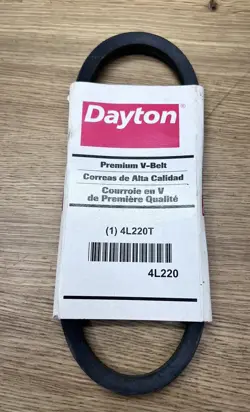 Dayton
Premium V-Belt
Correas de Alta Calidad
Courroie en V
de Première Qualité
(1) 4L220T
4L220